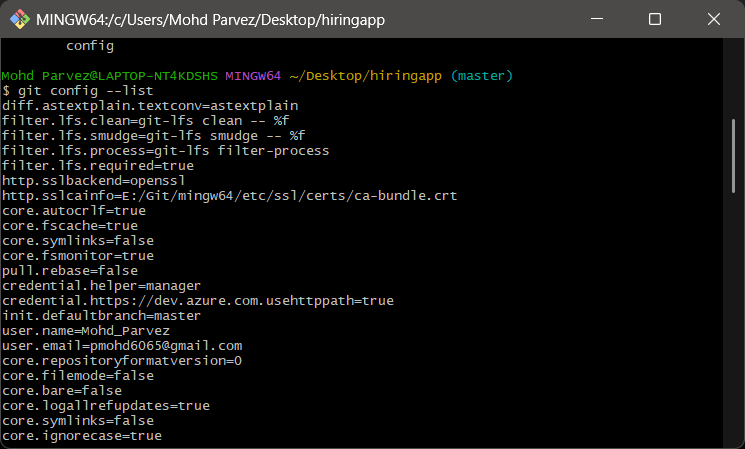 MINGW64:/c/Users/Mohd Parvez/Desktop/hiringapp
config
Mohd Parvez@LAPTOP-NT4KDSHS MINGW64 ~/Desktop/hiringapp (master)
$ git config --list
diff.astextplain.textconv=astextplain
filter.lfs.clean=git-lfs clean -- %f
filter.lfs.smudge=git-lfs smudge -- %f
filter.lfs.process=git-lfs filter-process
filter.lfs.required=true
http.sslbackend=openssl
http.sslcainfo=E:/Git/mingw64/etc/ssl/certs/ca-bundle.crt
core.autocrlf=true
core.fscache=true
core.symlinks=false
core.fsmonitor=true
pull.rebase=false
credential.helper=manager
credential.https://dev.azure.com.usehttppath=true
init.defaultbranch=master
user.name=Mohd_Parvez
user.email=pmohd6065@gmail.com
core.repositoryformatversion=0
core.filemode=false
core.bare=false
core.logallrefupdates=true
core.symlinks=false
core.ignorecase=true